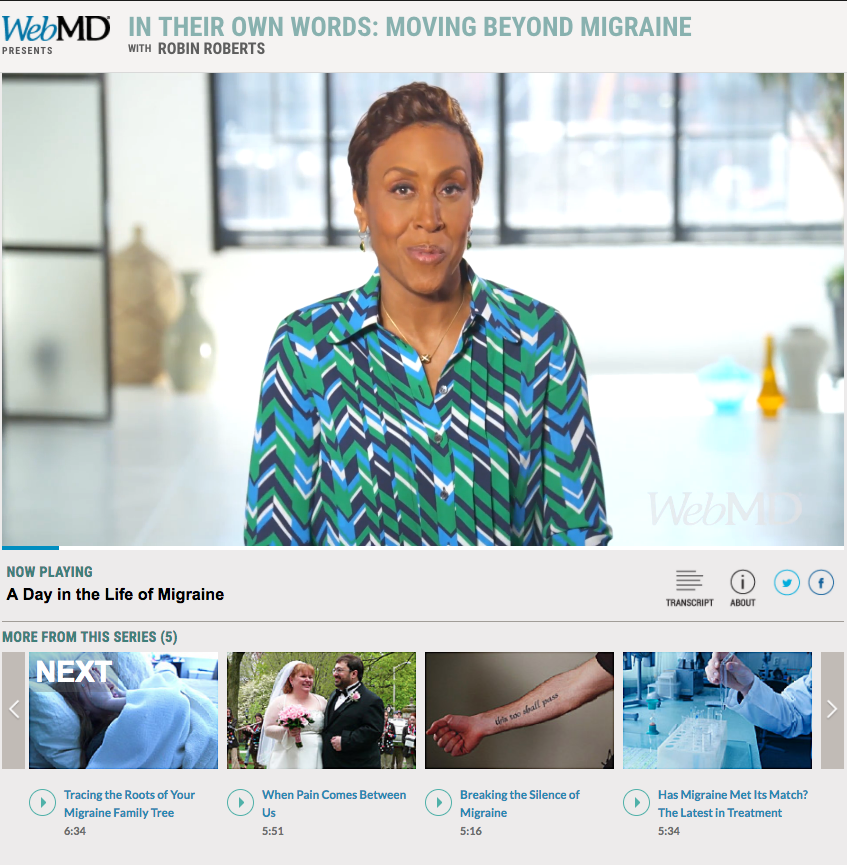 WebMD
PRESENTS
IN THEIR OWN WORDS: MOVING BEYOND MIGRAINE
WITH ROBIN ROBERTS
WebMD
NOW PLAYING
A Day in the Life of Migraine
TRANSCRIPT
ABOUT
MORE FROM THIS SERIES (5)
NEXT
this too shall pass
Tracing the Roots of Your
Migraine Family Tree
6:34
When Pain Comes Between
Us
5:51
Breaking the Silence of
Migraine
5:16
Has Migraine Met Its Match?
The Latest in Treatment
5:34